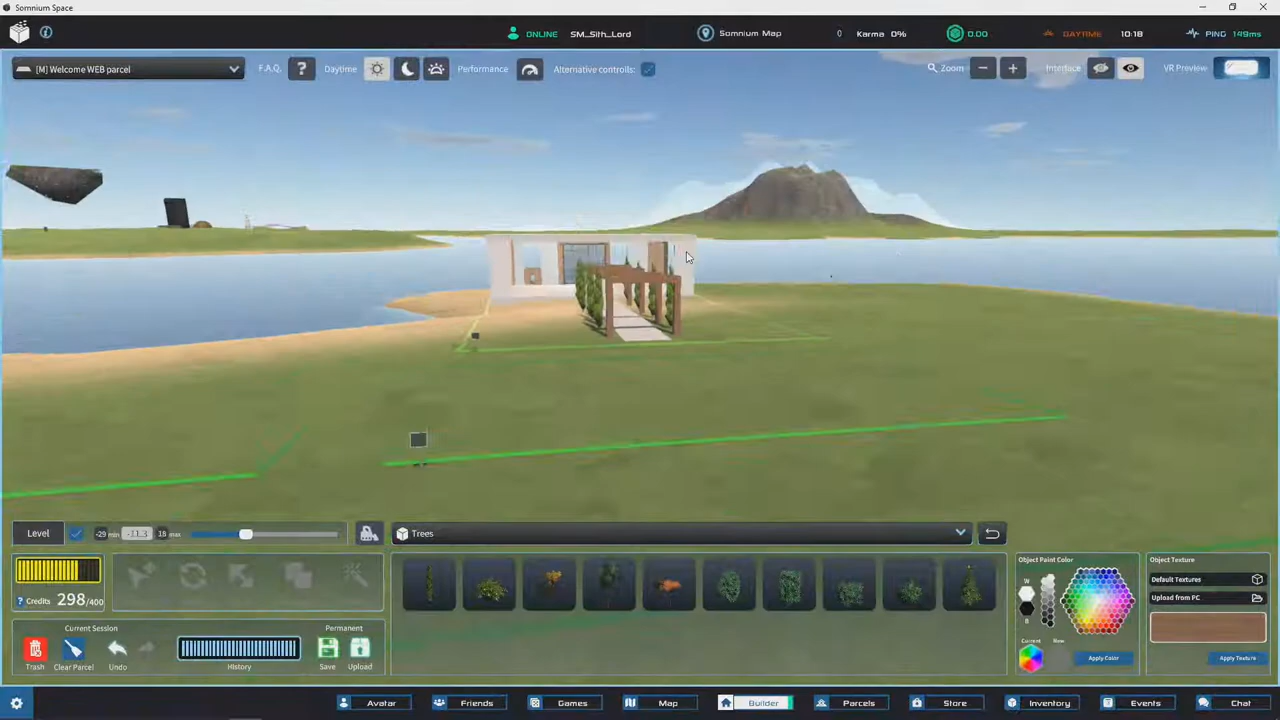 Somnium Space
ONLINE SM_Sith_Lord Somnium Map 0 Karma 0% 0.00 DAYTIME 10:18 PING 149ms
[M] Welcome WEB parcel F.A.Q. ? Daytime Performance Alternative controlls: Zoom Interface VR Preview
Level -29 min -11.3 18 max Trees
Object Paint Color Object Texture
W Default Textures
Upload from PC
? Credits 298/400 B
Current Session Permanent Current New
Trash Clear Parcel Undo History Save Upload Apply Color Apply Texture
Avatar Friends Games Map Builder Parcels Store Inventory Events Chat